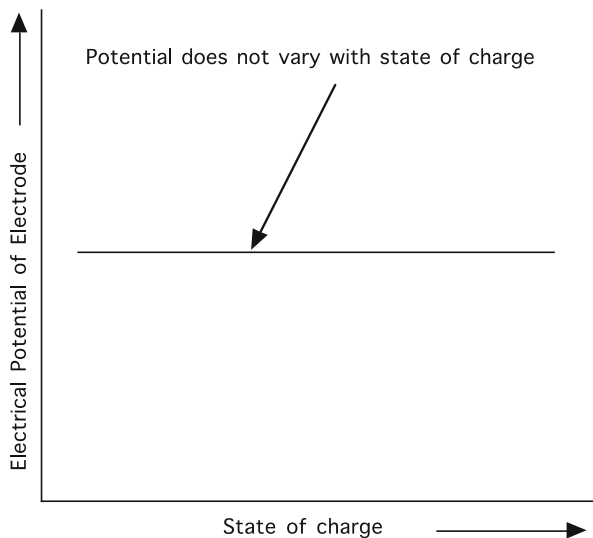 Potential does not vary with state of charge
Electrical Potential of Electrode
State of charge